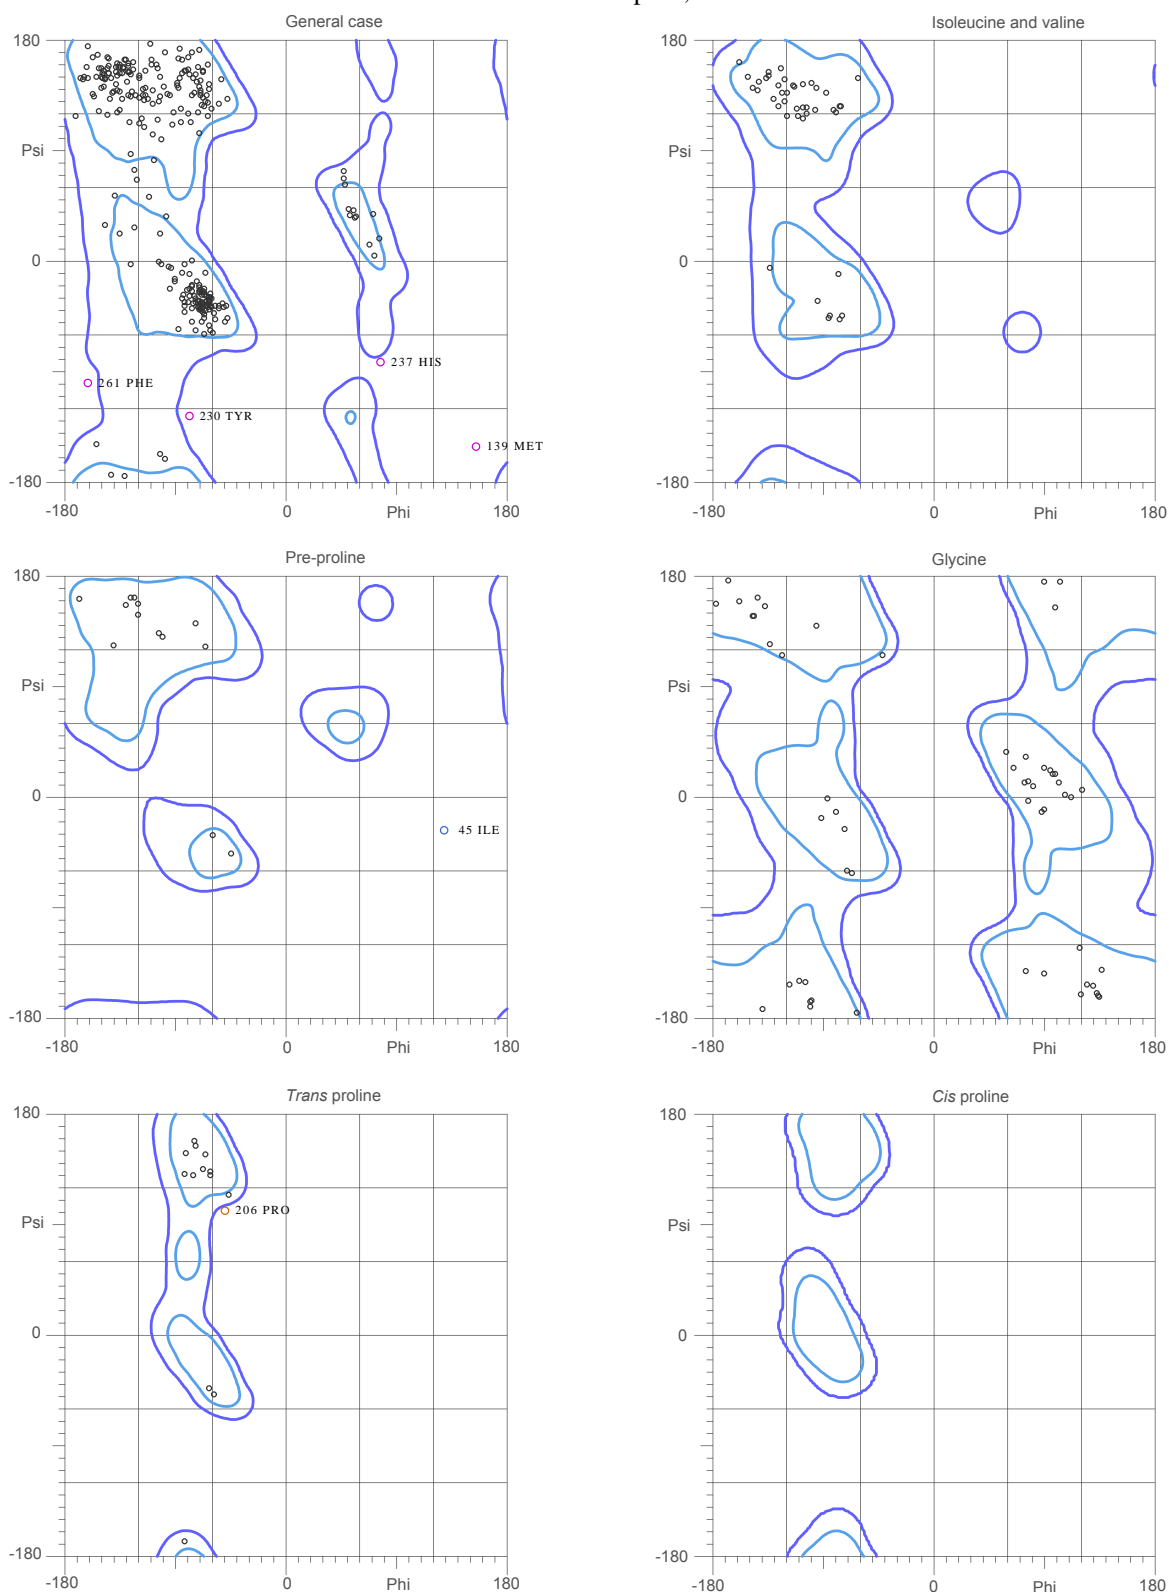 General case
Isoleucine and valine
180
180
Psi
Psi
0
0
237 HIS
261 PHE
230 TYR
139 MET
-180
-180
-180
0
Phi
180
-180
0
Phi
180
Pre-proline
Glycine
180
180
Psi
Psi
0
0
45 ILE
-180
-180
-180
0
Phi
180
-180
0
Phi
180
Trans proline
Cis proline
180
180
206 PRO
Psi
Psi
0
0
-180
-180
-180
0
Phi
180
-180
0
Phi
180